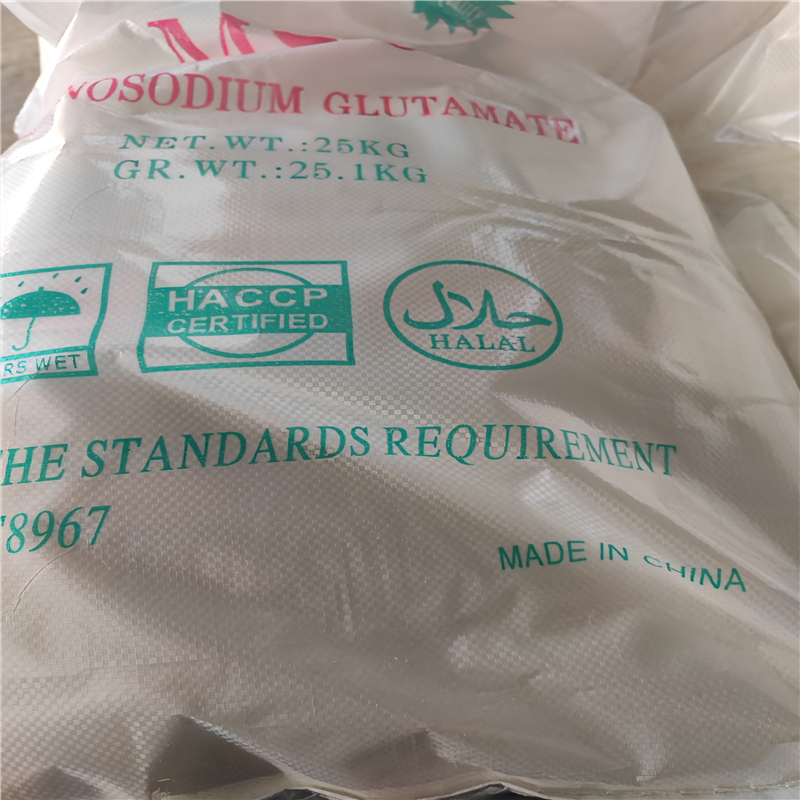 NOSODIUM GLUTAMATE
NET.WT.:25KG
GR.WT.:25.1KG
RS WET
HACCP
CERTIFIED
حلال
HALAL
HE STANDARDS REQUIREMENT
8967
MADE IN CHINA